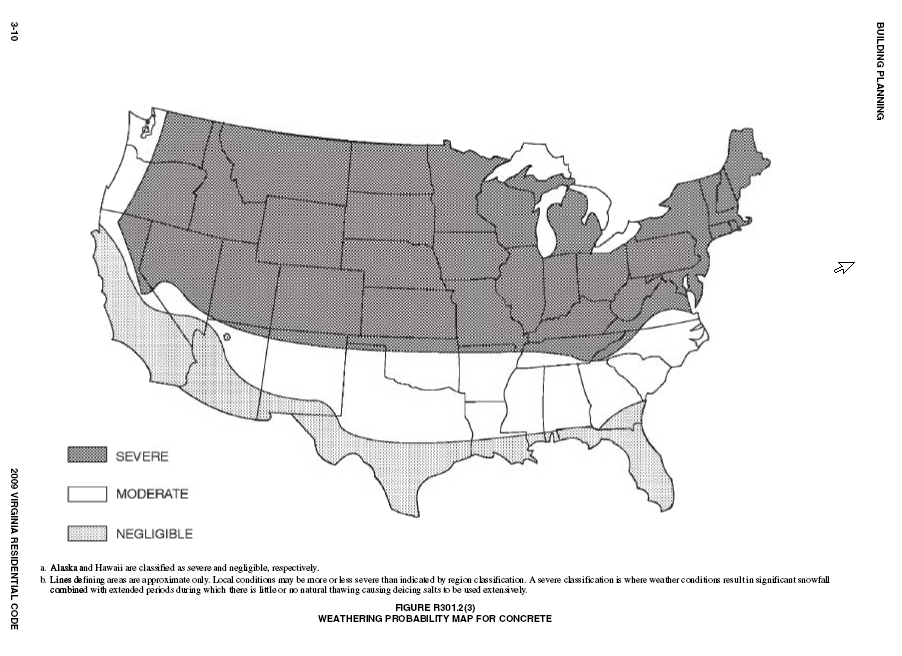 3-10
BUILDING PLANNING
SEVERE
MODERATE
NEGLIGIBLE
a. Alaska and Hawaii are classified as severe and negligible, respectively.
b. Lines defining areas are approximate only. Local conditions may be more or less severe than indicated by region classification. A severe classification is where weather conditions result in significant snowfall
combined with extended periods during which there is little or no natural thawing causing deicing salts to be used extensively.
FIGURE R301.2(3)
WEATHERING PROBABILITY MAP FOR CONCRETE
2009 VIRGINIA RESIDENTIAL CODE